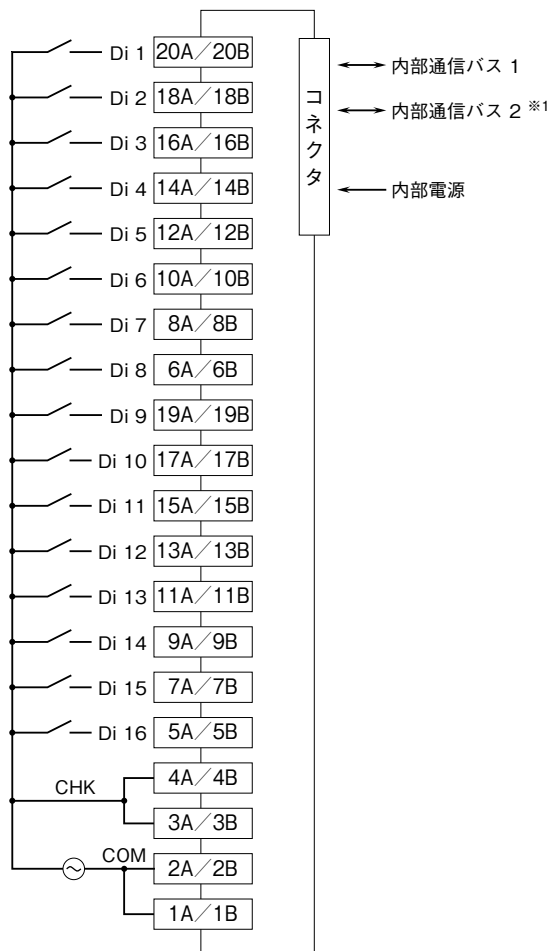 Di 1 20A／20B
Di 2 18A／18B
Di 3 16A／16B
Di 4 14A／14B
Di 5 12A／12B
Di 6 10A／10B
Di 7 8A／8B
Di 8 6A／6B
Di 9 19A／19B
Di 10 17A／17B
Di 11 15A／15B
Di 12 13A／13B
Di 13 11A／11B
Di 14 9A／9B
Di 15 7A／7B
Di 16 5A／5B
CHK 4A／4B
3A／3B
COM 2A／2B
1A／1B
コネクタ
内部通信バス 1
内部通信バス 2 ※1
内部電源